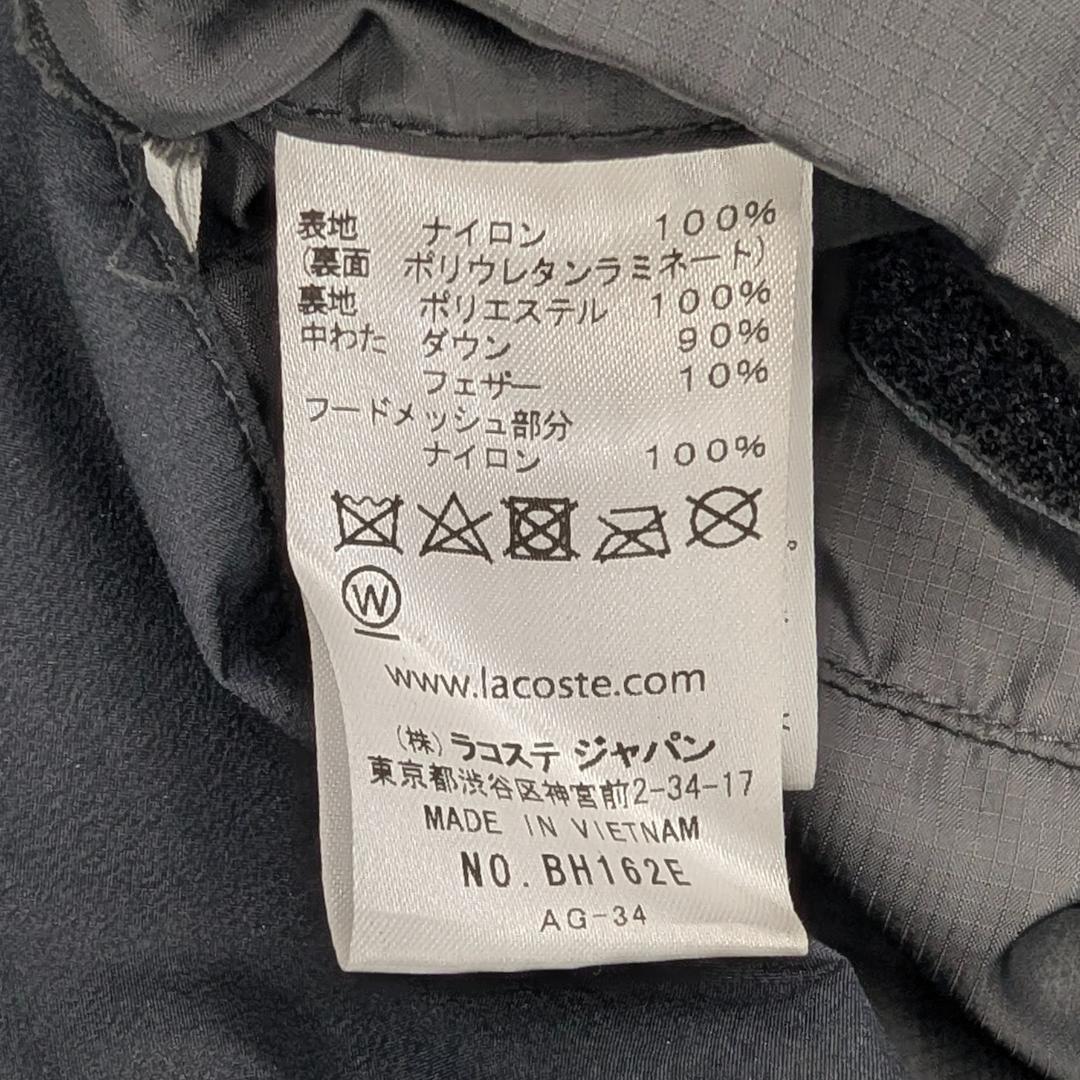 表地 ナイロン 100%
(裏面 ポリウレタンラミネート)
裏地 ポリエステル 100%
中わた ダウン 90%
フェザー 10%
フードメッシュ部分
ナイロン 100%
W
www.lacoste.com
(株)ラコステ ジャパン
東京都渋谷区神宮前2-34-17
MADE IN VIETNAM
NO. BH162E
AG-34